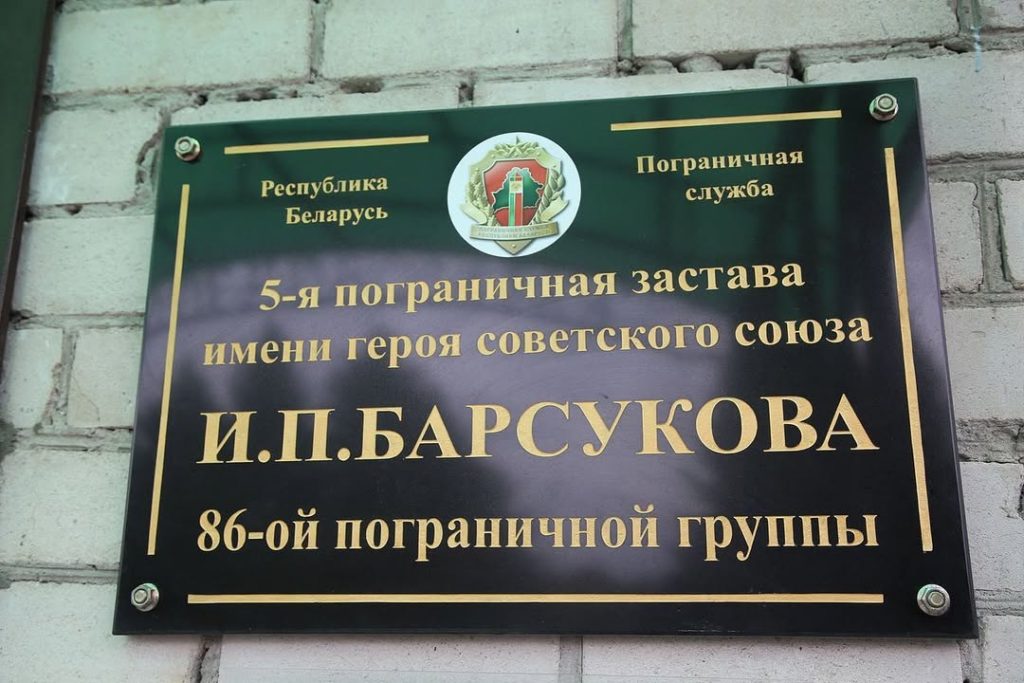 Республика
Беларусь
Пограничная
служба
5-я пограничная застава
имени героя советского союза
И.П.БАРСУКОВА
86-ой пограничной группы